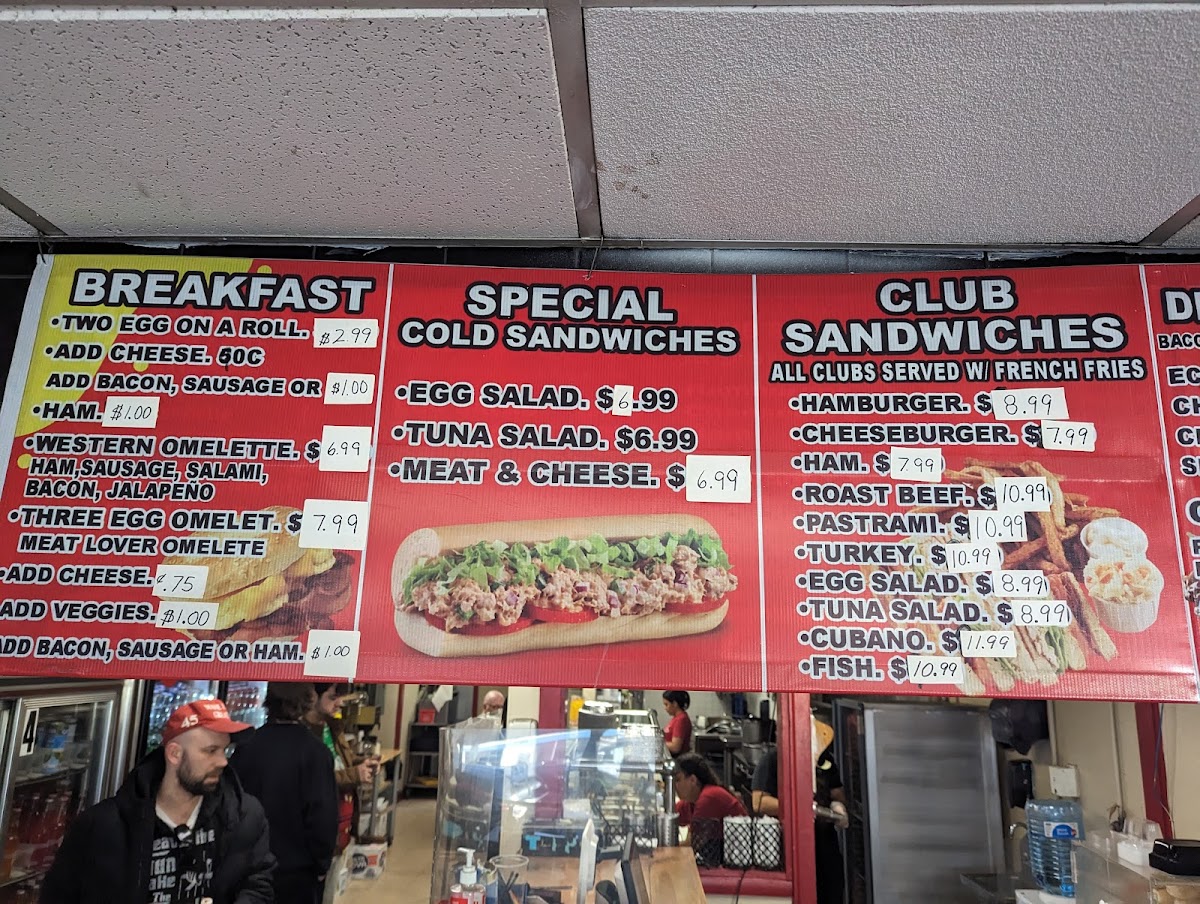 BREAKFAST
•TWO EGG ON A ROLL. $2.99
•ADD CHEESE. 50C
ADD BACON, SAUSAGE OR $1.00
•HAM. $1.00
•WESTERN OMELETTE. $6.99
HAM,SAUSAGE, SALAMI,
BACON, JALAPEÑO
•THREE EGG OMELET. $7.99
MEAT LOVER OMELETE
•ADD CHEESE. ¢.75
ADD VEGGIES. $1.00
ADD BACON, SAUSAGE OR HAM. $1.00
SPECIAL
COLD SANDWICHES
•EGG SALAD. $6.99
•TUNA SALAD. $6.99
•MEAT & CHEESE. $6.99
CLUB
SANDWICHES
ALL CLUBS SERVED W/ FRENCH FRIES
•HAMBURGER. $8.99
•CHEESEBURGER. $7.99
•HAM. $7.99
•ROAST BEEF. $10.99
•PASTRAMI. $10.99
•TURKEY. $10.99
•EGG SALAD. $8.99
•TUNA SALAD. $8.99
•CUBANO. $11.99
•FISH. $10.99
4
45